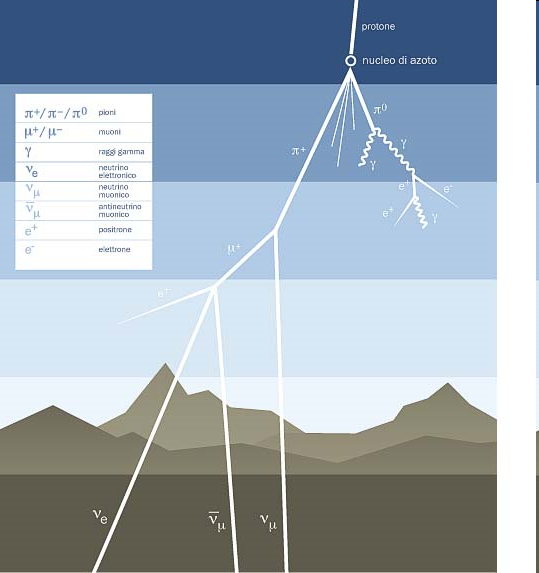 protone
nucleo di azoto
π⁰
γ
γ
π⁺
e⁺
e⁻
e⁺
γ
μ⁺
e⁺
π⁺/π⁻/π⁰ pioni
μ⁺/μ⁻ muoni
γ raggi gamma
νe neutrino
elettronico
νμ neutrino
muonico
ν̅μ antineutrino
muonico
e⁺ positrone
e⁻ elettrone
νe
ν̅μ
νμ